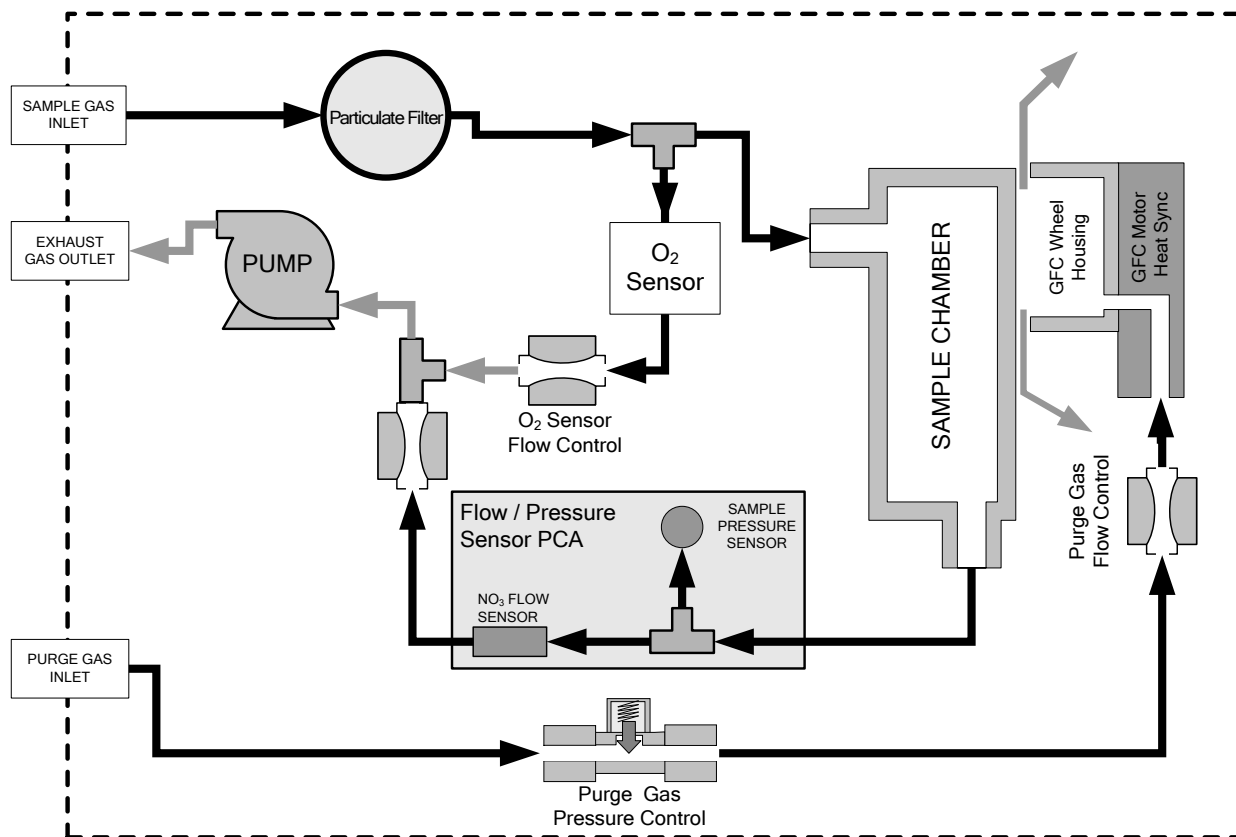 SAMPLE GAS
INLET
Particulate Filter
EXHAUST
GAS OUTLET
PUMP
O₂
Sensor
SAMPLE CHAMBER
GFC Wheel
Housing
GFC Motor
Heat Sync
O₂ Sensor
Flow Control
Flow / Pressure
Sensor PCA
SAMPLE
PRESSURE
SENSOR
NO₃ FLOW
SENSOR
Purge Gas
Flow Control
PURGE GAS
INLET
Purge Gas
Pressure Control